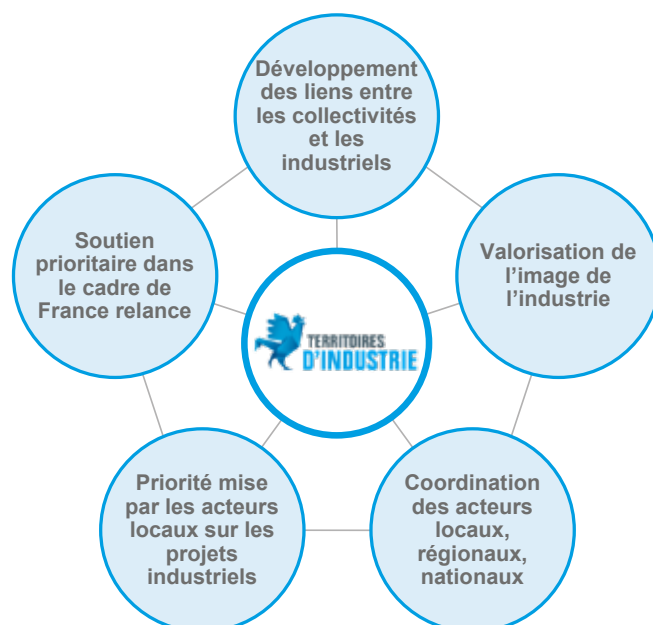 Développement
des liens entre
les collectivités
et les
industriels
Soutien
prioritaire dans
le cadre de
France relance
Valorisation de
l'image de
l'industrie
TERRITOIRES
D'INDUSTRIE
Priorité mise
par les acteurs
locaux sur les
projets
industriels
Coordination
des acteurs
locaux,
régionaux,
nationaux